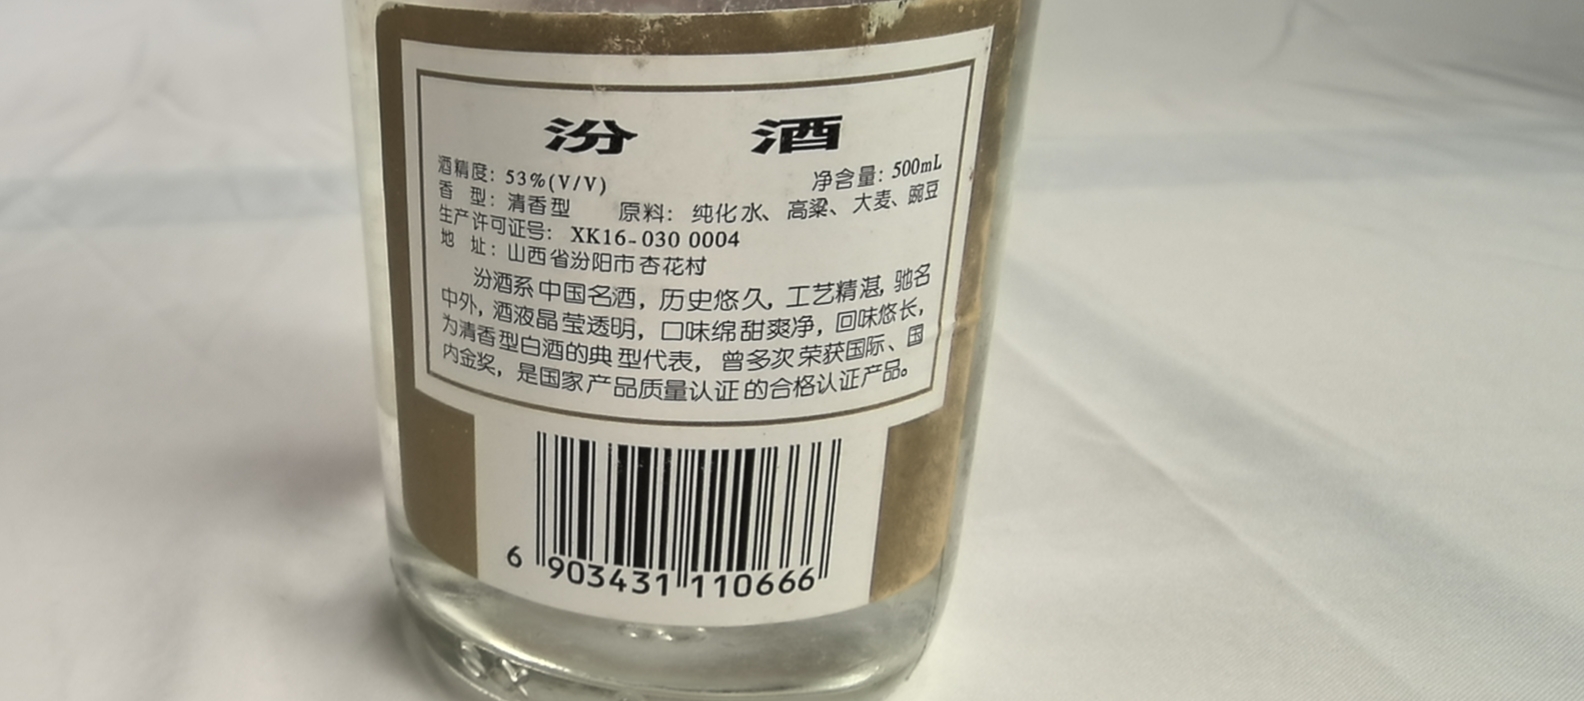 汾 酒
酒精度：53%(V/V) 净含量：500mL
香 型：清香型 原料：纯化水、高粱、大麦、豌豆
生产许可证号：XK16-030 0004
地 址：山西省汾阳市杏花村
汾酒系中国名酒，历史悠久，工艺精湛，驰名
中外，酒液晶莹透明，口味绵甜爽净，回味悠长，
为清香型白酒的典型代表，曾多次荣获国际、国
内金奖，是国家产品质量认证的合格认证产品。
6 903431 110666